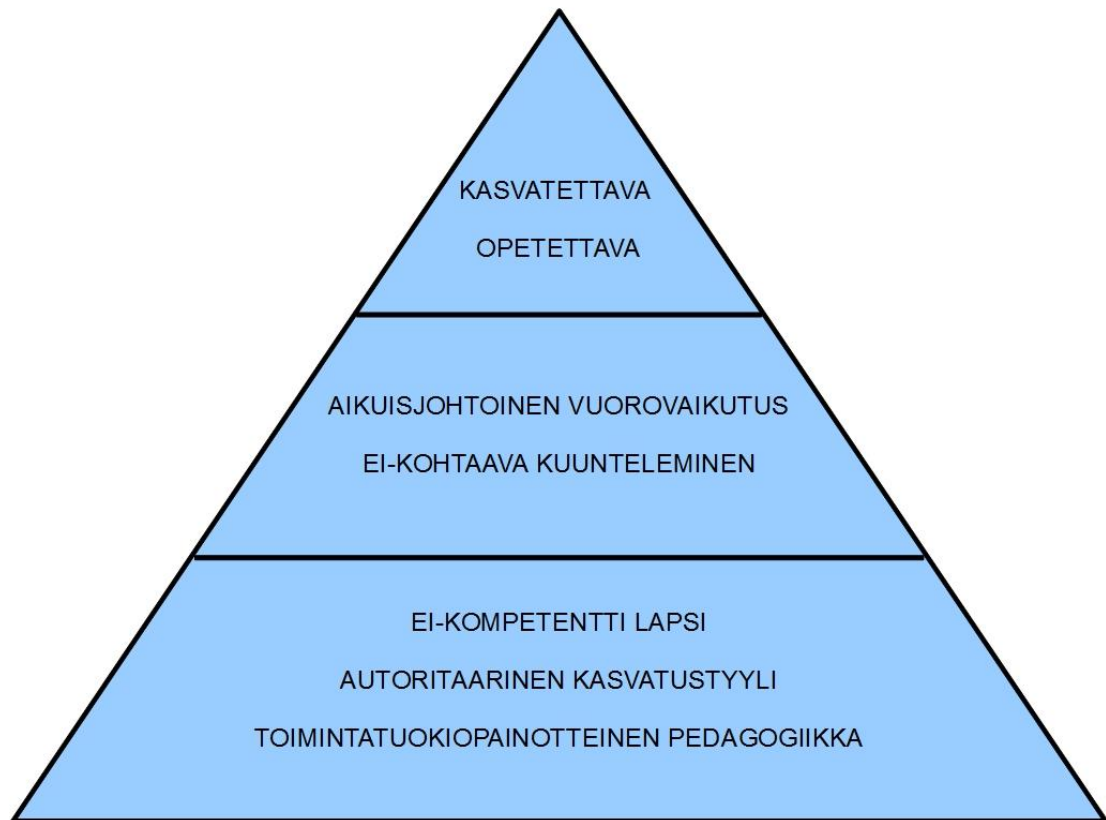 KASVATETTAVA
OPETETTAVA
AIKUISJOHTOINEN VUOROVAIKUTUS
EI-KOHTAAVA KUUNTELEMINEN
EI-KOMPETENTTI LAPSI
AUTORITAARINEN KASVATUSTYYLI
TOIMINTATUOKIOPAINOTTEINEN PEDAGOGIIKKA